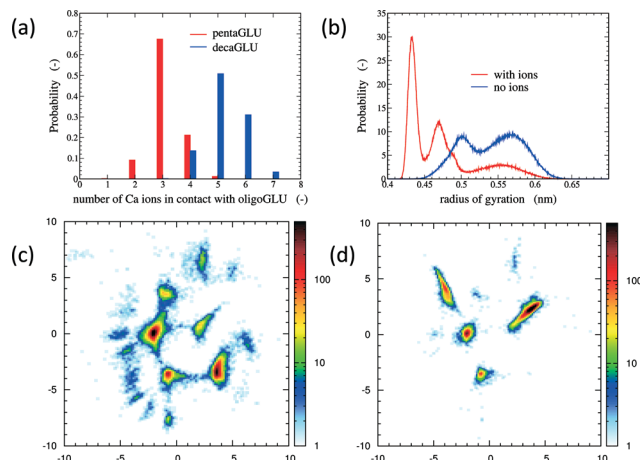 (a)
0.8
0.7
0.6
0.5
0.4
0.3
0.2
0.1
0
Probability (-)
pentaGLU
decaGLU
0 1 2 3 4 5 6 7 8
number of Ca ions in contact with oligoGLU (-)
(b)
35
30
25
20
15
10
5
0
Probability (-)
with ions
no ions
0.4 0.45 0.5 0.55 0.6 0.65
radius of gyration (nm)
(c)
10
5
0
-5
-10
-10 -5 0 5 10
100
10
1
(d)
10
5
0
-5
-10
-10 -5 0 5 10
100
10
1